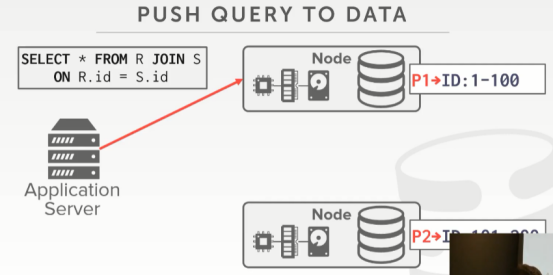 PUSH QUERY TO DATA
SELECT * FROM R JOIN S
ON R.id = S.id
Node
P1→ID:1-100
Application
Server
Node
P2→